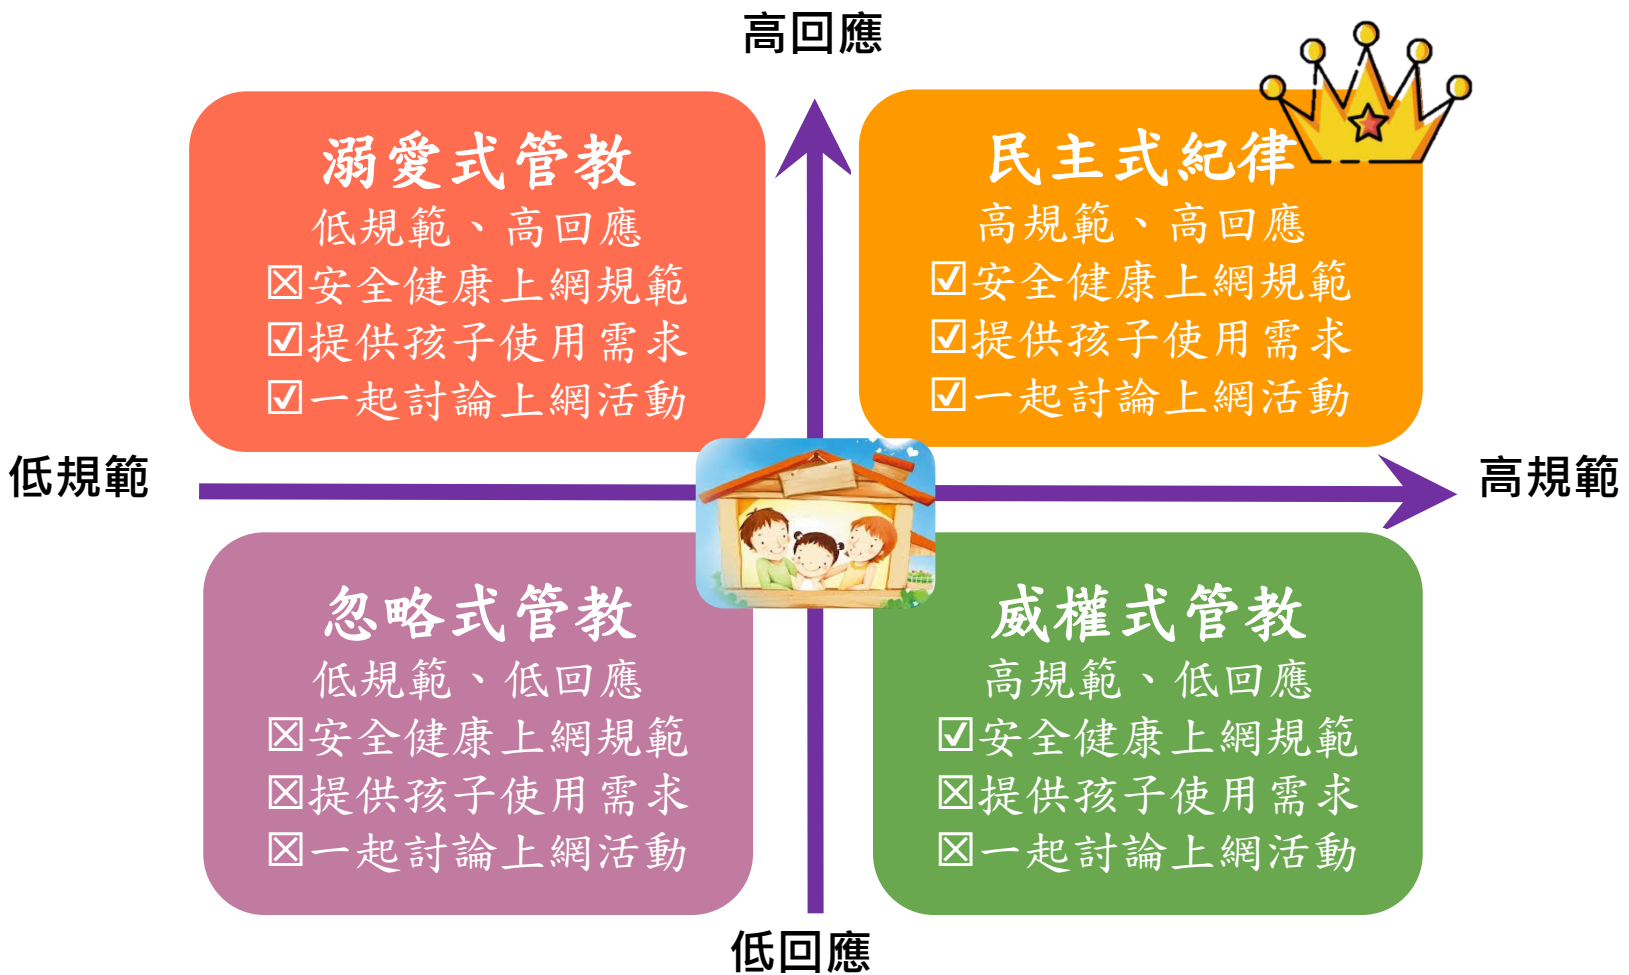 高回應
溺愛式管教
低規範、高回應
☒安全健康上網規範
☑提供孩子使用需求
☑一起討論上網活動
民主式紀律
高規範、高回應
☑安全健康上網規範
☑提供孩子使用需求
☑一起討論上網活動
低規範
高規範
忽略式管教
低規範、低回應
☒安全健康上網規範
☒提供孩子使用需求
☒一起討論上網活動
威權式管教
高規範、低回應
☑安全健康上網規範
☒提供孩子使用需求
☒一起討論上網活動
低回應